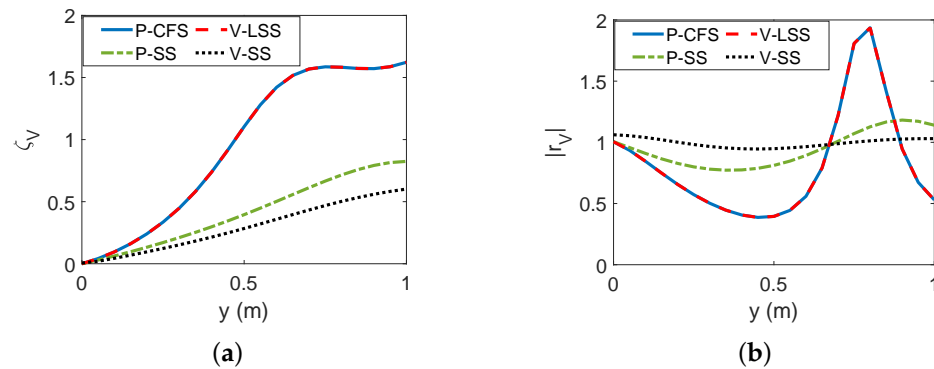 P-CFS V-LSS
P-SS V-SS
2
1.5
1
0.5
0
ζV
0 0.5 1
y (m)
(a)
P-CFS V-LSS
P-SS V-SS
2
1.5
1
0.5
0
|rV|
0 0.5 1
y (m)
(b)